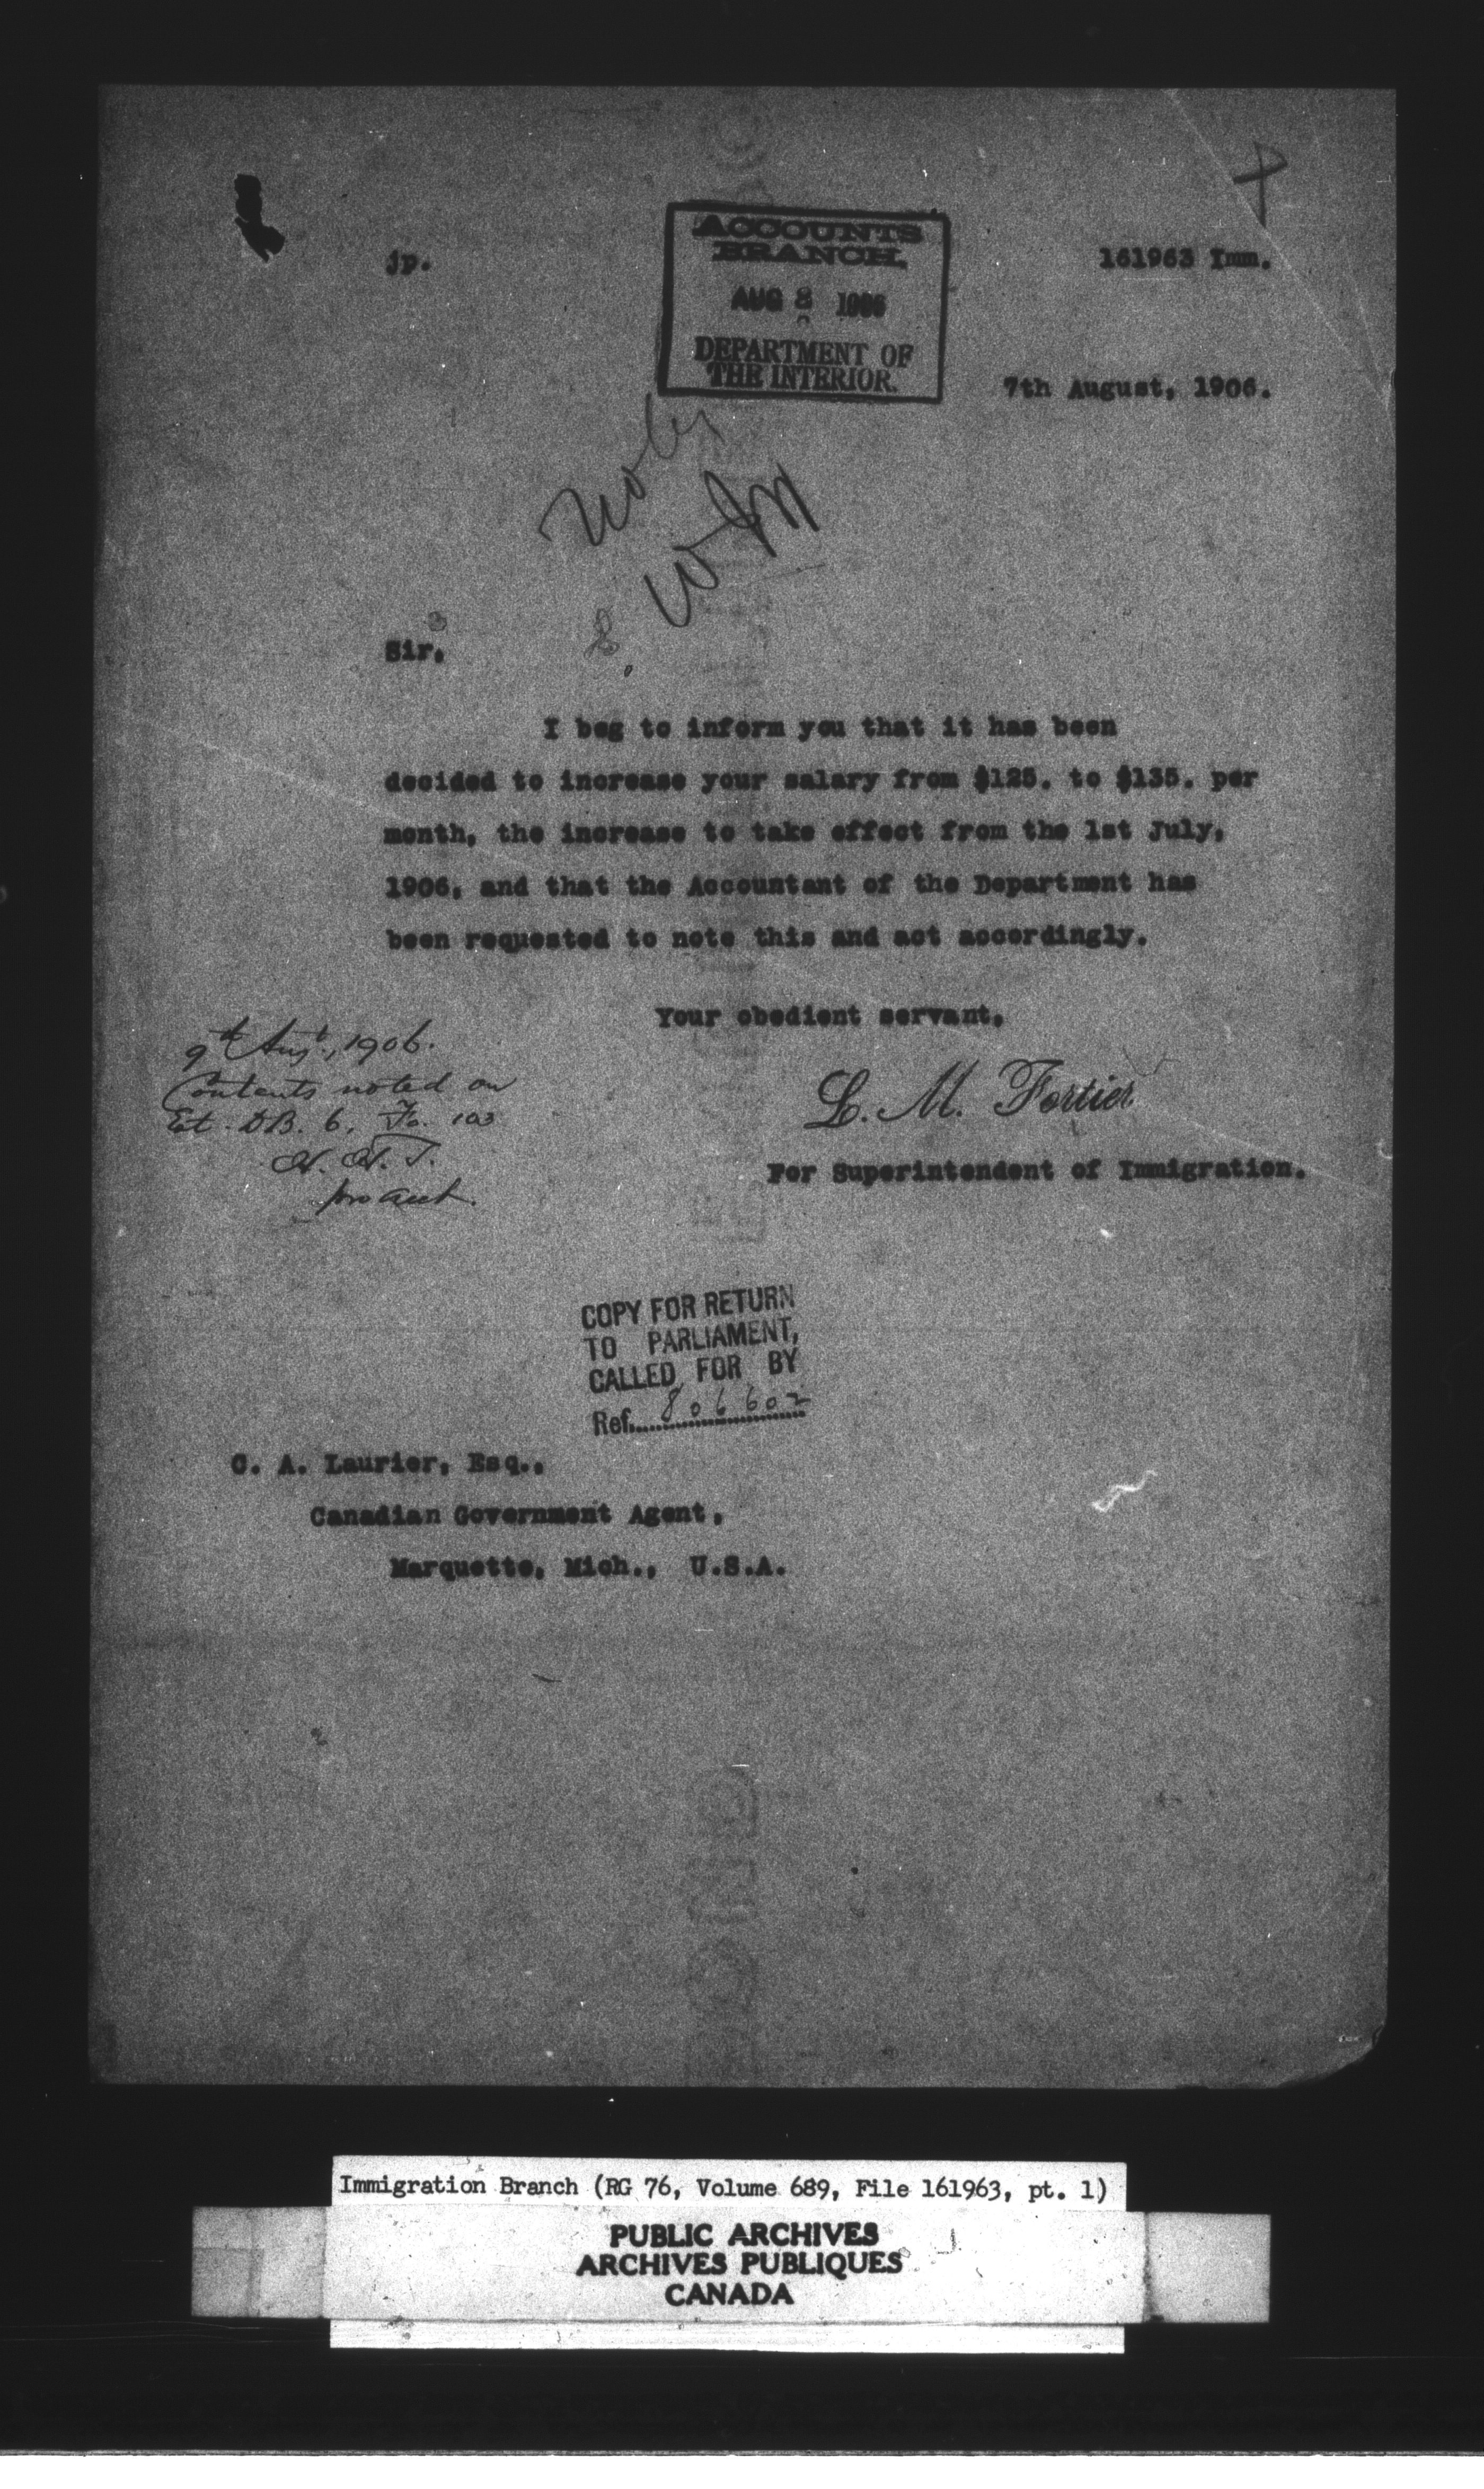 ACCOUNTS
BRANCH,
jp.
161963 Imm.
AUG 8 1906
DEPARTMENT OF
THE INTERIOR.
7th August, 1906.
Sir,
I beg to inform you that it has been
decided to increase your salary from $125. to $135. per
month, the increase to take effect from the 1st July,
1906, and that the Accountant of the Department has
been requested to note this and act accordingly.
Your obedient servant,
9th Augt, 1906.
Contents noted on
Est. D.B. 6, Fo. 103
pro acct.
L. M. Fortier
For Superintendent of Immigration.
COPY FOR RETURN
TO PARLIAMENT,
CALLED FOR BY
Ref. 806602
C. A. Laurier, Esq.,
Canadian Government Agent,
Marquette, Mich., U.S.A.
Immigration Branch (RG 76, Volume 689, File 161963, pt. 1)
PUBLIC ARCHIVES
ARCHIVES PUBLIQUES
CANADA